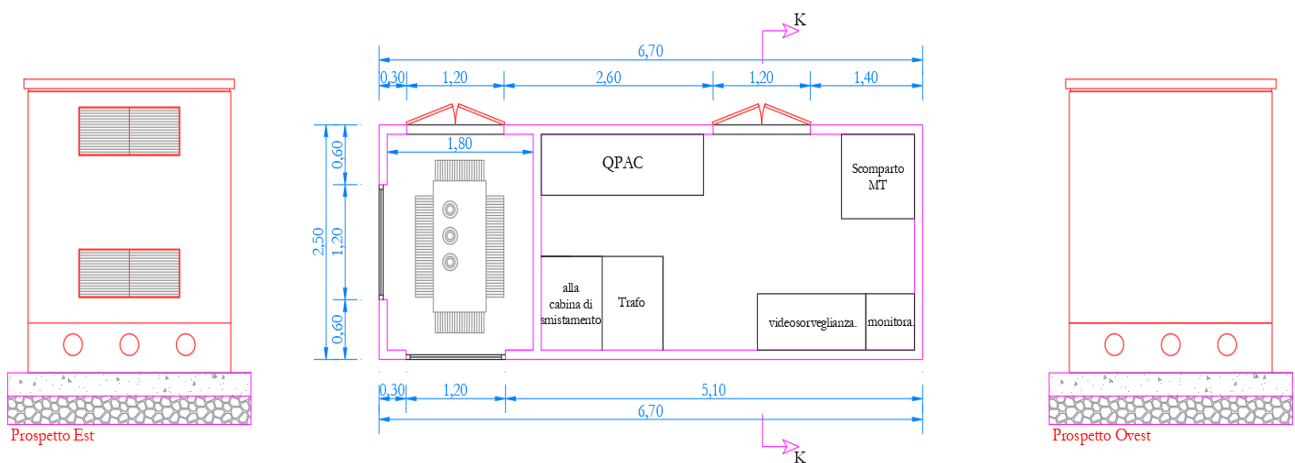 K
6,70
0,30
1,20
2,60
1,20
1,40
1,80
0,60
1,20
0,60
2,50
QPAC
Scomparto
MT
alla
cabina di
smistamento
Trafo
videosorveglianza.
monitora.
0,30
1,20
5,10
6,70
K
Prospetto Est
Prospetto Ovest